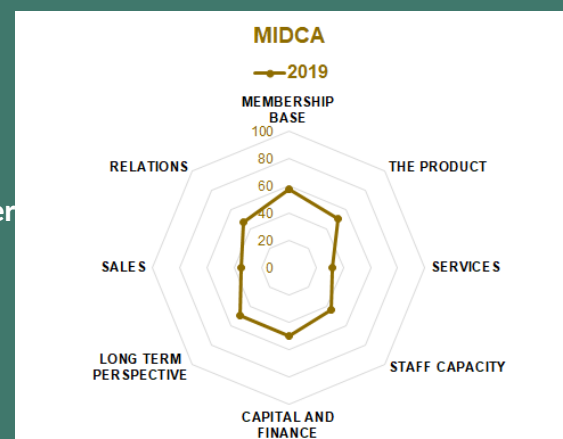 MIDCA
2019
MEMBERSHIP
BASE
100
80
60
40
20
0
THE PRODUCT
SERVICES
STAFF CAPACITY
CAPITAL AND
FINANCE
LONG TERM
PERSPECTIVE
SALES
RELATIONS
er